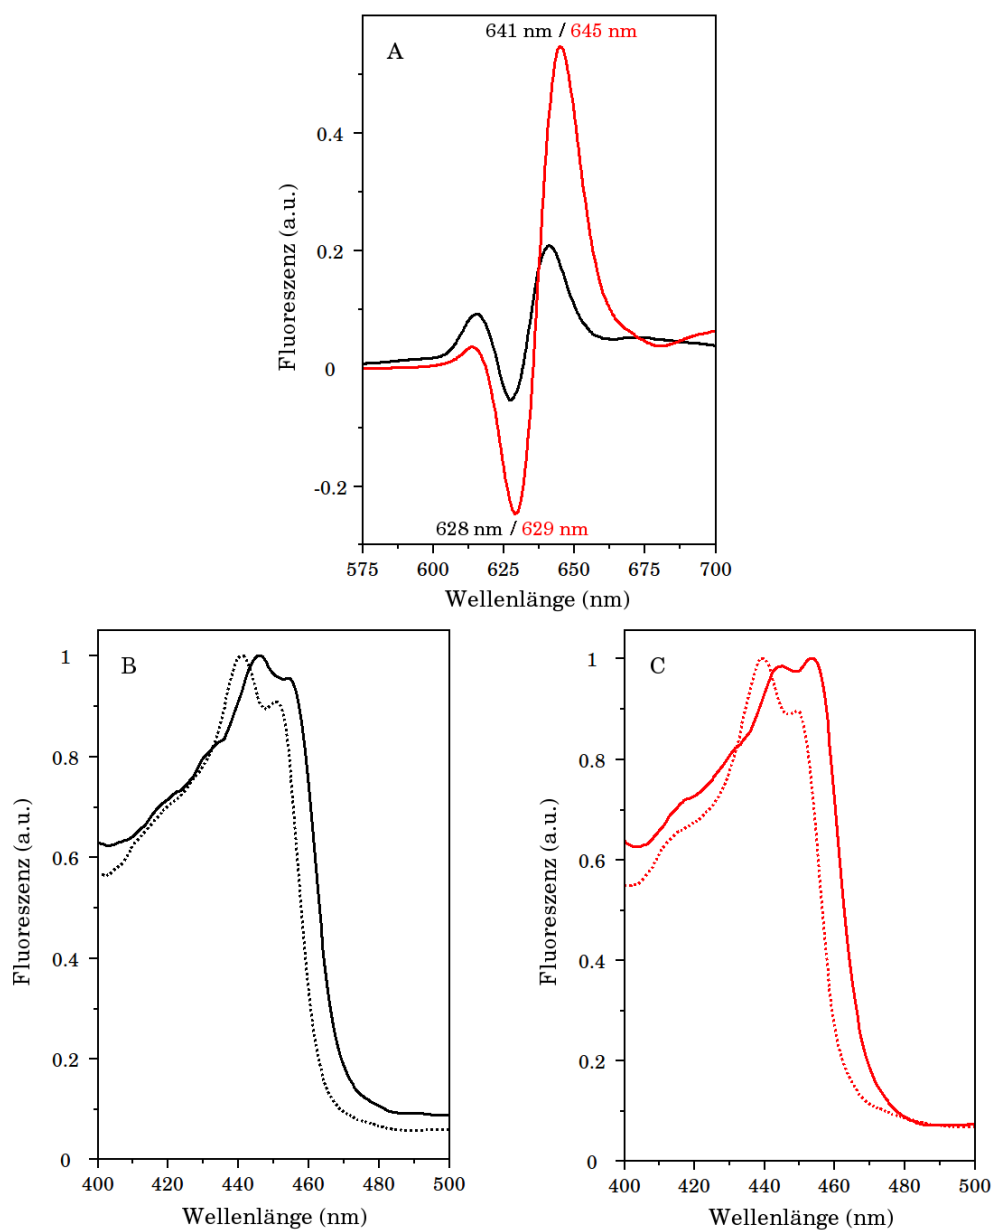 641 nm / 645 nm
A
0.4
0.2
0
-0.2
Fluoreszenz (a.u.)
628 nm / 629 nm
575 600 625 650 675 700
Wellenlänge (nm)
B
1
0.8
0.6
0.4
0.2
0
Fluoreszenz (a.u.)
400 420 440 460 480 500
Wellenlänge (nm)
C
1
0.8
0.6
0.4
0.2
0
Fluoreszenz (a.u.)
400 420 440 460 480 500
Wellenlänge (nm)